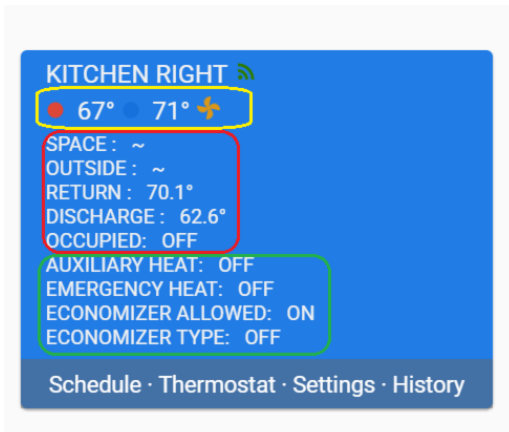 KITCHEN RIGHT
67° 71°
SPACE : ~
OUTSIDE : ~
RETURN : 70.1°
DISCHARGE : 62.6°
OCCUPIED: OFF
AUXILIARY HEAT: OFF
EMERGENCY HEAT: OFF
ECONOMIZER ALLOWED: ON
ECONOMIZER TYPE: OFF
Schedule · Thermostat · Settings · History